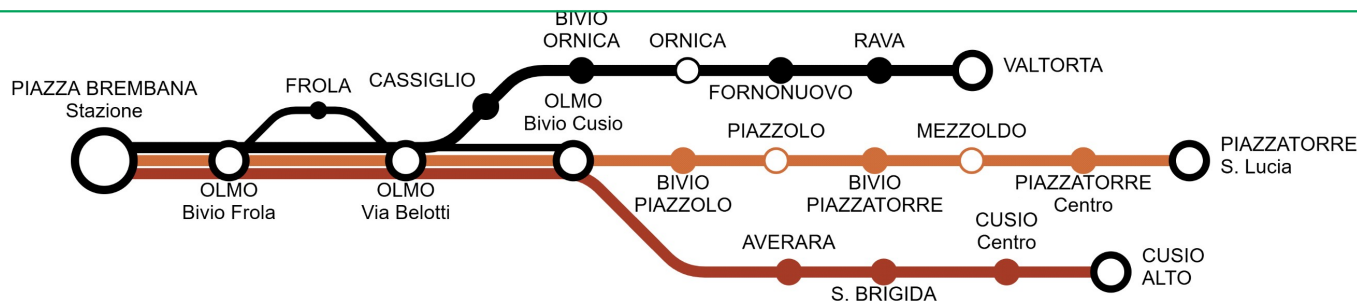 BIVIO
ORNICA
ORNICA
RAVA
VALTORTA
FORNONUOVO
CASSIGLIO
FROLA
PIAZZA BREMBANA
Stazione
OLMO
Bivio Cusio
PIAZZOLO
MEZZOLDO
PIAZZATORRE
S. Lucia
OLMO
Bivio Frola
OLMO
Via Belotti
BIVIO
PIAZZOLO
BIVIO
PIAZZATORRE
PIAZZATORRE
Centro
AVERARA
CUSIO
Centro
S. BRIGIDA
CUSIO
ALTO